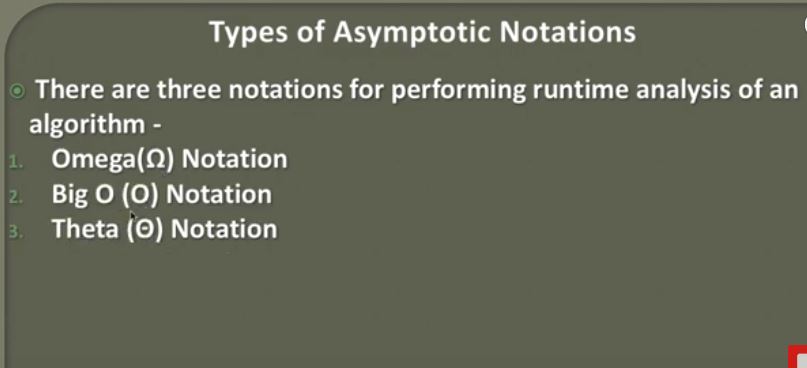 Types of Asymptotic Notations
There are three notations for performing runtime analysis of an
algorithm -
1. Omega(Ω) Notation
2. Big O (O) Notation
3. Theta (Θ) Notation